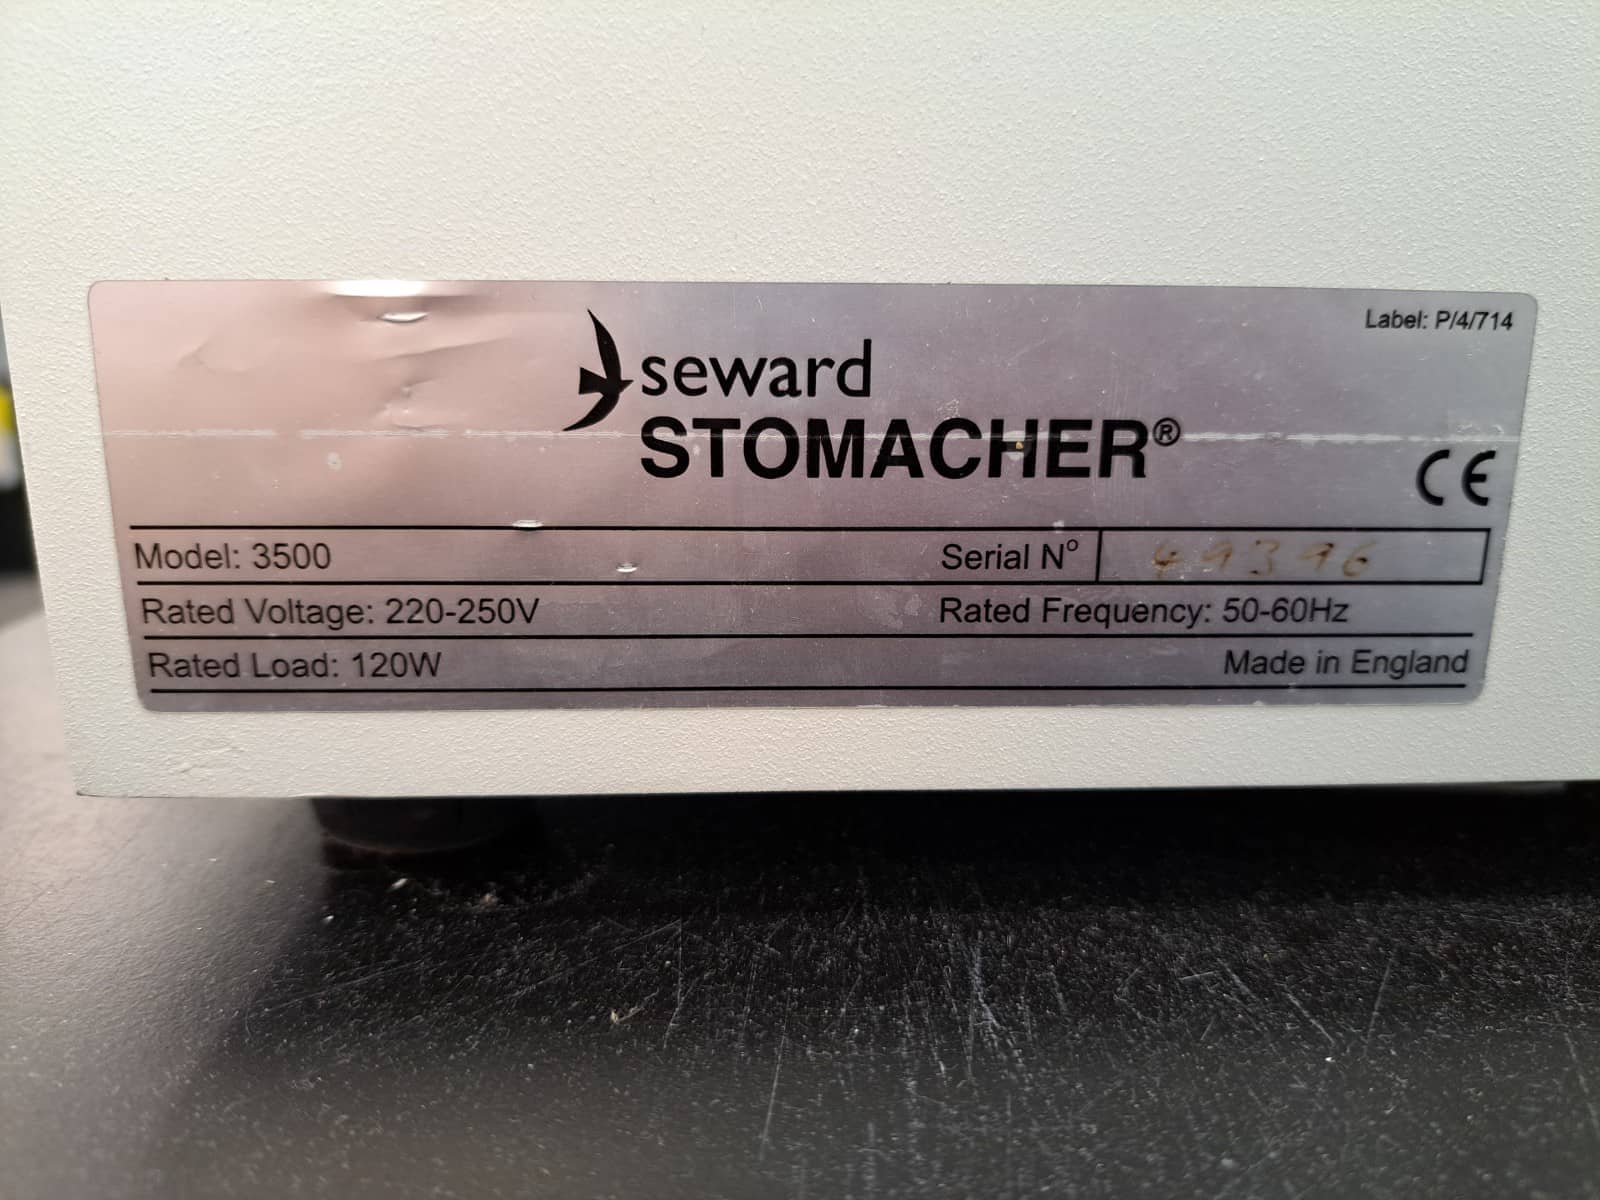 Label: P/4/714
seward
STOMACHER®
CE
Model: 3500
Serial Nº 49396
Rated Voltage: 220-250V
Rated Frequency: 50-60Hz
Rated Load: 120W
Made in England